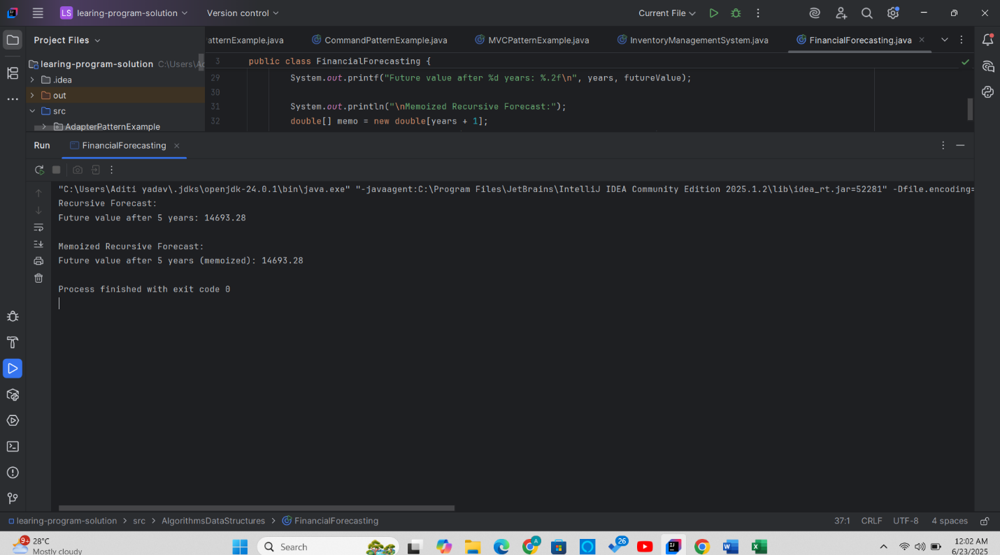 LS learing-program-solution Version control Current File
Project Files
atternExample.java CommandPatternExample.java MVCPatternExample.java InventoryManagementSystem.java FinancialForecasting.java
learing-program-solution C:\Users\Ad
.idea
out
src
AdapterPatternExample
3 public class FinancialForecasting {
29 System.out.printf("Future value after %d years: %.2f\n", years, futureValue);
30
31 System.out.println("\nMemoized Recursive Forecast:");
32 double[] memo = new double[years + 1];
Run FinancialForecasting
"C:\Users\Aditi yadav\.jdks\openjdk-24.0.1\bin\java.exe" "-javaagent:C:\Program Files\JetBrains\IntelliJ IDEA Community Edition 2025.1.2\lib\idea_rt.jar=52281" -Dfile.encoding=
Recursive Forecast:
Future value after 5 years: 14693.28
Memoized Recursive Forecast:
Future value after 5 years (memoized): 14693.28
Process finished with exit code 0
learing-program-solution > src > AlgorithmsDataStructures > FinancialForecasting 37:1 CRLF UTF-8 4 spaces
9+ 28°C
Mostly cloudy
Search
A
26
12:02 AM
6/23/2025